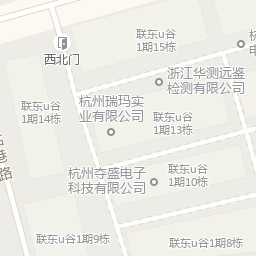 联东u谷
1期15栋
杭
电
西北门
浙江华测远鉴
检测有限公司
联东u谷
1期14栋
杭州瑞玛实
业有限公司
联东u谷
1期13栋
巷
路
杭州夺盛电子
科技有限公司
联东u谷
1期10栋
联东u谷1期9栋
联东u谷1期8栋